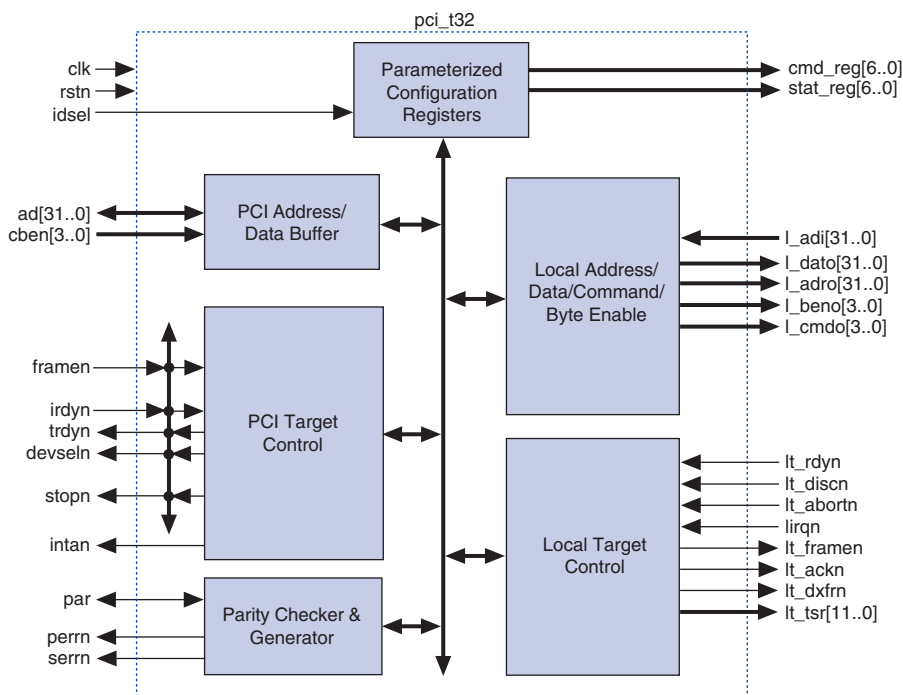 pci_t32
clk
rstn
idsel
Parameterized
Configuration
Registers
cmd_reg[6..0]
stat_reg[6..0]
ad[31..0]
cben[3..0]
PCI Address/
Data Buffer
Local Address/
Data/Command/
Byte Enable
l_adi[31..0]
l_dato[31..0]
l_adro[31..0]
l_beno[3..0]
l_cmdo[3..0]
framen
irdyn
trdyn
devseln
stopn
intan
PCI Target
Control
Local Target
Control
lt_rdyn
lt_discn
lt_abortn
lirqn
lt_framen
lt_ackn
lt_dxfrn
lt_tsr[11..0]
par
perrn
serrn
Parity Checker &
Generator